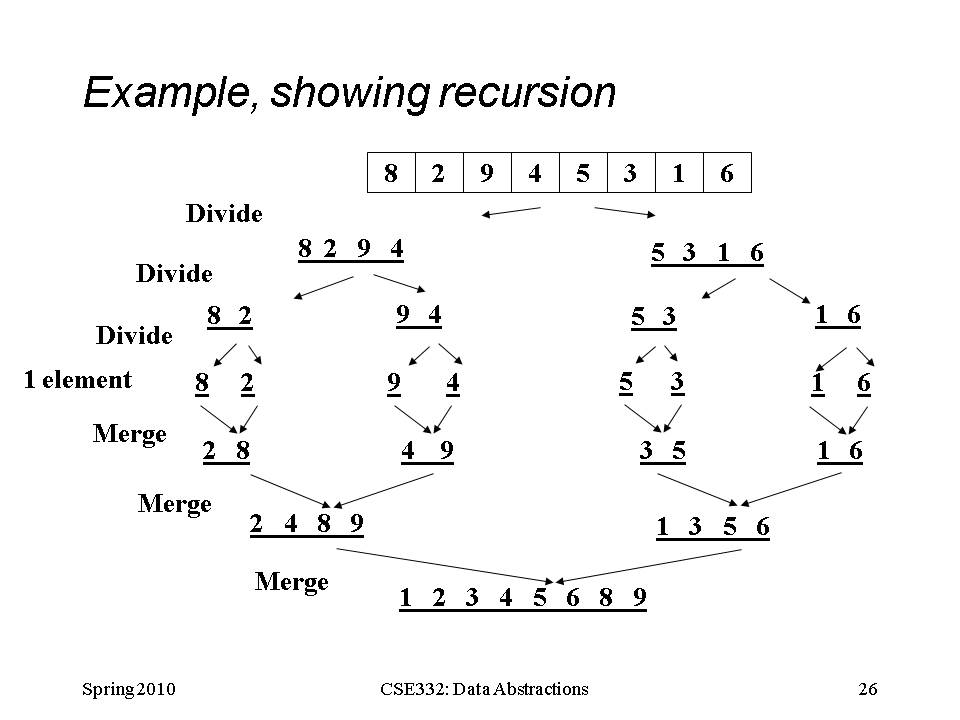 Example, showing recursion
8 2 9 4 5 3 1 6
Divide
8 2 9 4 5 3 1 6
Divide
8 2 9 4 5 3 1 6
Divide
1 element 8 2 9 4 5 3 1 6
Merge
2 8 4 9 3 5 1 6
Merge
2 4 8 9 1 3 5 6
Merge
1 2 3 4 5 6 8 9
Spring 2010 CSE332: Data Abstractions 26